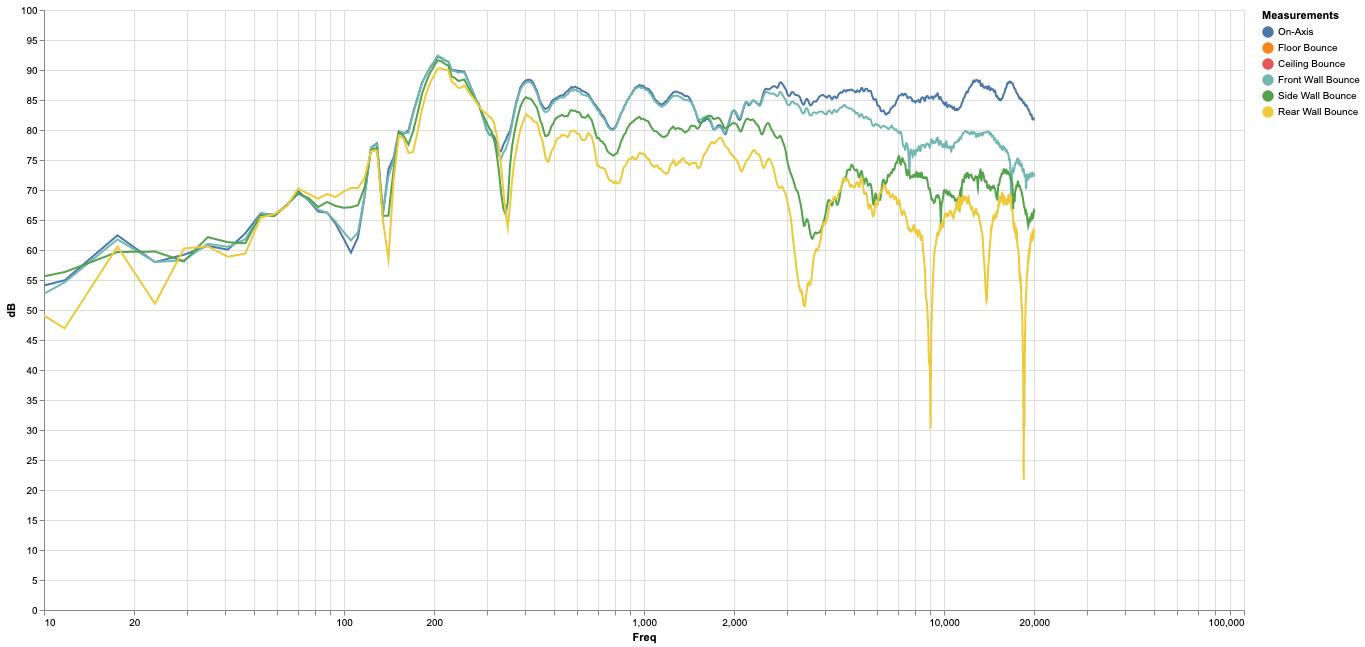 100
95
90
85
80
75
70
65
60
55
50
45
40
35
30
25
20
15
10
5
0
dB
10 20 100 200 1,000 2,000 10,000 20,000 100,000
Freq
Measurements
On-Axis
Floor Bounce
Ceiling Bounce
Front Wall Bounce
Side Wall Bounce
Rear Wall Bounce